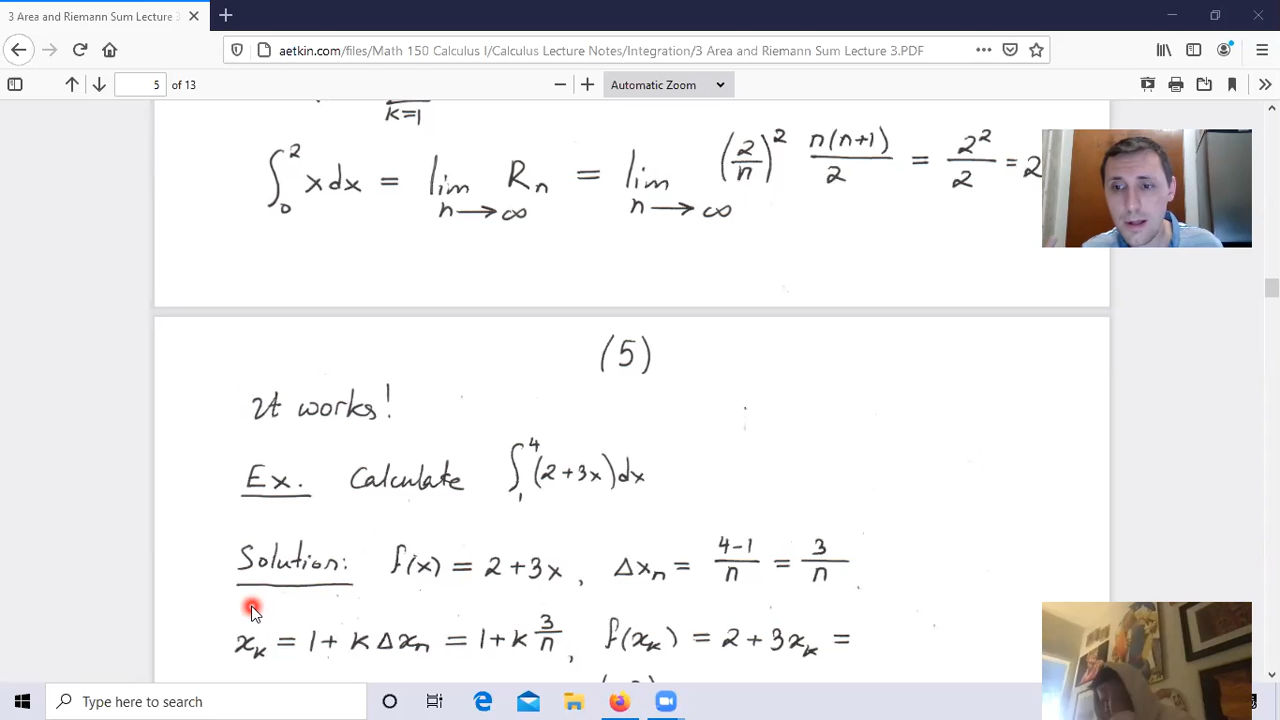 3 Area and Riemann Sum Lecture 3
aetkin.com/files/Math 150 Calculus I/Calculus Lecture Notes/Integration/3 Area and Riemann Sum Lecture 3.PDF
5 of 13
Automatic Zoom
k=1
∫₀² x dx = lim n→∞ Rₙ = lim n→∞ (2/n)² n(n+1)/2 = 2²/2 = 2
(5)
It works!
Ex. Calculate ∫₁⁴ (2+3x)dx
Solution: f(x) = 2+3x, Δxₙ = 4-1/n = 3/n
xₖ = 1 + k Δxₙ = 1+k 3/n, f(xₖ) = 2+3xₖ =
Type here to search